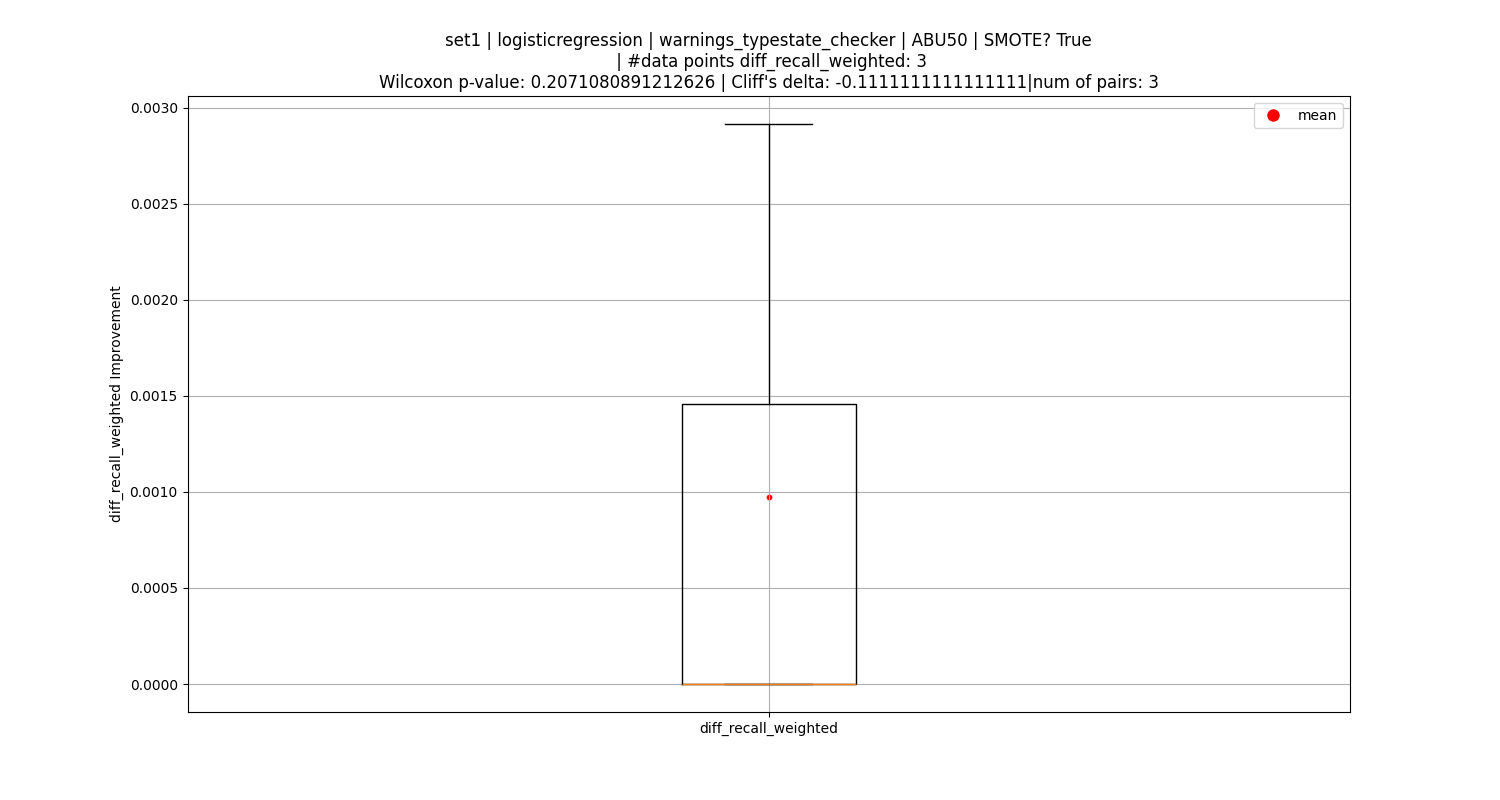 set1 | logisticregression | warnings_typestate_checker | ABU50 | SMOTE? True
| #data points diff_recall_weighted: 3
Wilcoxon p-value: 0.2071080891212626 | Cliff's delta: -0.1111111111111111|num of pairs: 3
mean
0.0030
0.0025
0.0020
0.0015
0.0010
0.0005
0.0000
diff_recall_weighted Improvement
diff_recall_weighted